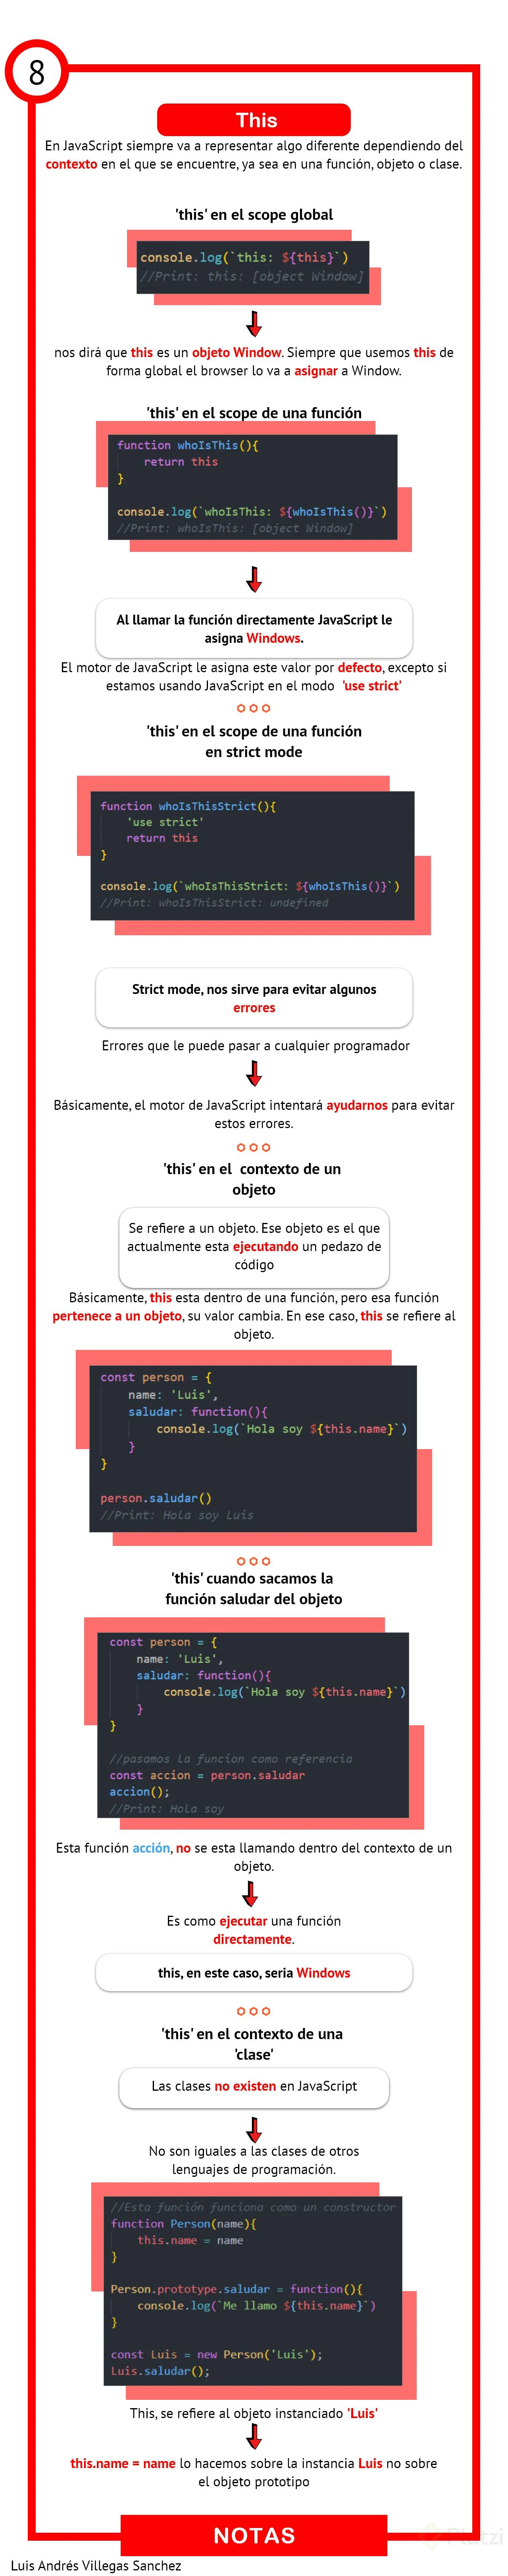 8
This
En JavaScript siempre va a representar algo diferente dependiendo del
contexto en el que se encuentre, ya sea en una función, objeto o clase.
'this' en el scope global
console.log(`this: ${this}`)
//Print: this: [object Window]
nos dirá que this es un objeto Window. Siempre que usemos this de
forma global el browser lo va a asignar a Window.
'this' en el scope de una función
function whoIsThis(){
return this
}
console.log(`whoIsThis: ${whoIsThis()}`)
//Print: whoIsThis: [object Window]
Al llamar la función directamente JavaScript le
asigna Windows.
El motor de JavaScript le asigna este valor por defecto, excepto si
estamos usando JavaScript en el modo 'use strict'
'this' en el scope de una función
en strict mode
function whoIsThisStrict(){
'use strict'
return this
}
console.log(`whoIsThisStrict: ${whoIsThis()}`)
//Print: whoIsThisStrict: undefined
Strict mode, nos sirve para evitar algunos
errores
Errores que le puede pasar a cualquier programador
Básicamente, el motor de JavaScript intentará ayudarnos para evitar
estos errores.
'this' en el contexto de un
objeto
Se refiere a un objeto. Ese objeto es el que
actualmente esta ejecutando un pedazo de
código
Básicamente, this esta dentro de una función, pero esa función
pertenece a un objeto, su valor cambia. En ese caso, this se refiere al
objeto.
const person = {
name: 'Luis',
saludar: function(){
console.log(`Hola soy ${this.name}`)
}
}
person.saludar()
//Print: Hola soy Luis
'this' cuando sacamos la
función saludar del objeto
const person = {
name: 'Luis',
saludar: function(){
console.log(`Hola soy ${this.name}`)
}
}
//pasamos la funcion como referencia
const accion = person.saludar
accion();
//Print: Hola soy
Esta función acción, no se esta llamando dentro del contexto de un
objeto.
Es como ejecutar una función
directamente.
this, en este caso, seria Windows
'this' en el contexto de una
'clase'
Las clases no existen en JavaScript
No son iguales a las clases de otros
lenguajes de programación.
//Esta función funciona como un constructor
function Person(name){
this.name = name
}
Person.prototype.saludar = function(){
console.log(`Me llamo ${this.name}`)
}
const Luis = new Person('Luis');
Luis.saludar();
This, se refiere al objeto instanciado 'Luis'
this.name = name lo hacemos sobre la instancia Luis no sobre
el objeto prototipo
NOTAS
Platzi
Luis Andrés Villegas Sanchez